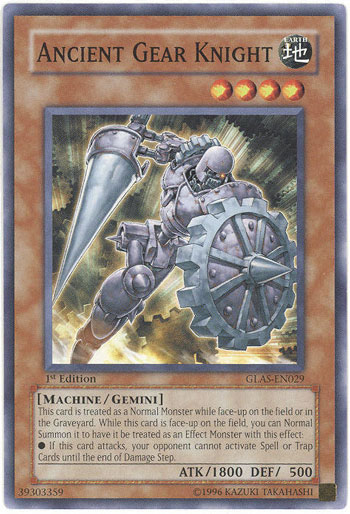 ANCIENT GEAR KNIGHT
EARTH
地
1st Edition
GLAS-EN029
[MACHINE / GEMINI]
This card is treated as a Normal Monster while face-up on the field or in
the Graveyard. While this card is face-up on the field, you can Normal
Summon it to have it be treated as an Effect Monster with this effect:
● If this card attacks, your opponent cannot activate Spell or Trap
Cards until the end of Damage Step.
ATK/1800 DEF/ 500
39303359
©1996 KAZUKI TAKAHASHI